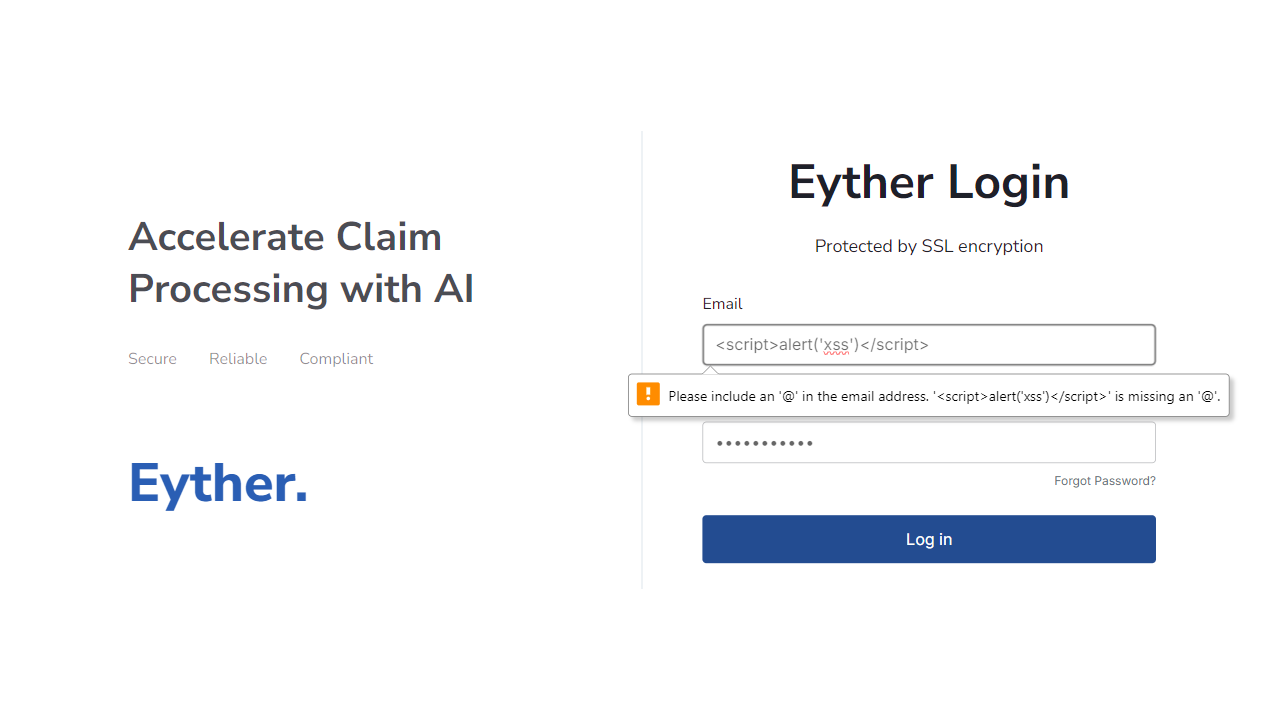 Accelerate Claim
Processing with AI
Secure Reliable Compliant
Eyther.
Eyther Login
Protected by SSL encryption
Email
<script>alert('xss')</script>
Please include an '@' in the email address. '<script>alert('xss')</script>' is missing an '@'.
•••••••••••
Forgot Password?
Log in